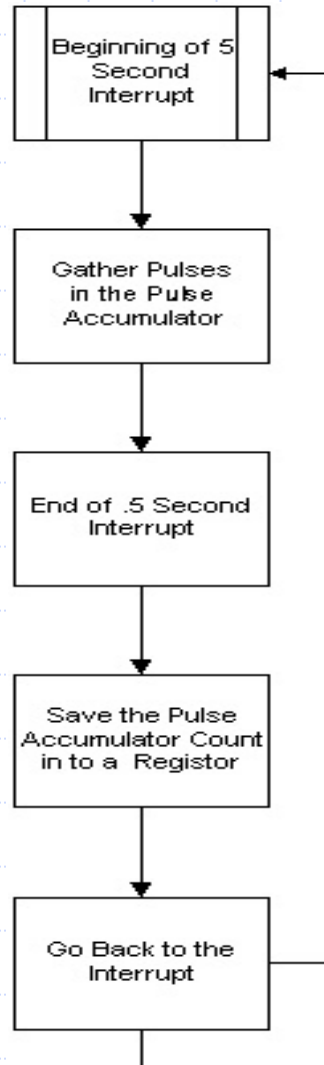 Beginning of 5
Second
Interrupt
Gather Pulses
in the Pulse
Accumulator
End of .5 Second
Interrupt
Save the Pulse
Accumulator Count
in to a Registor
Go Back to the
Interrupt